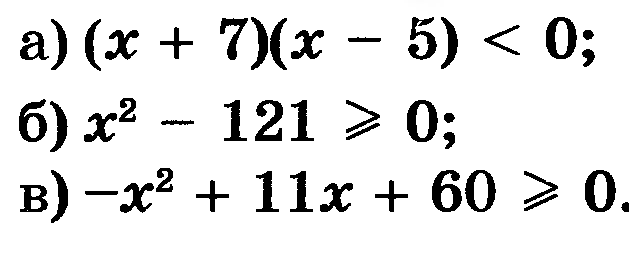 а) (x + 7)(x − 5) < 0;
б) x² − 121 ⩾ 0;
в) −x² + 11x + 60 ⩾ 0.